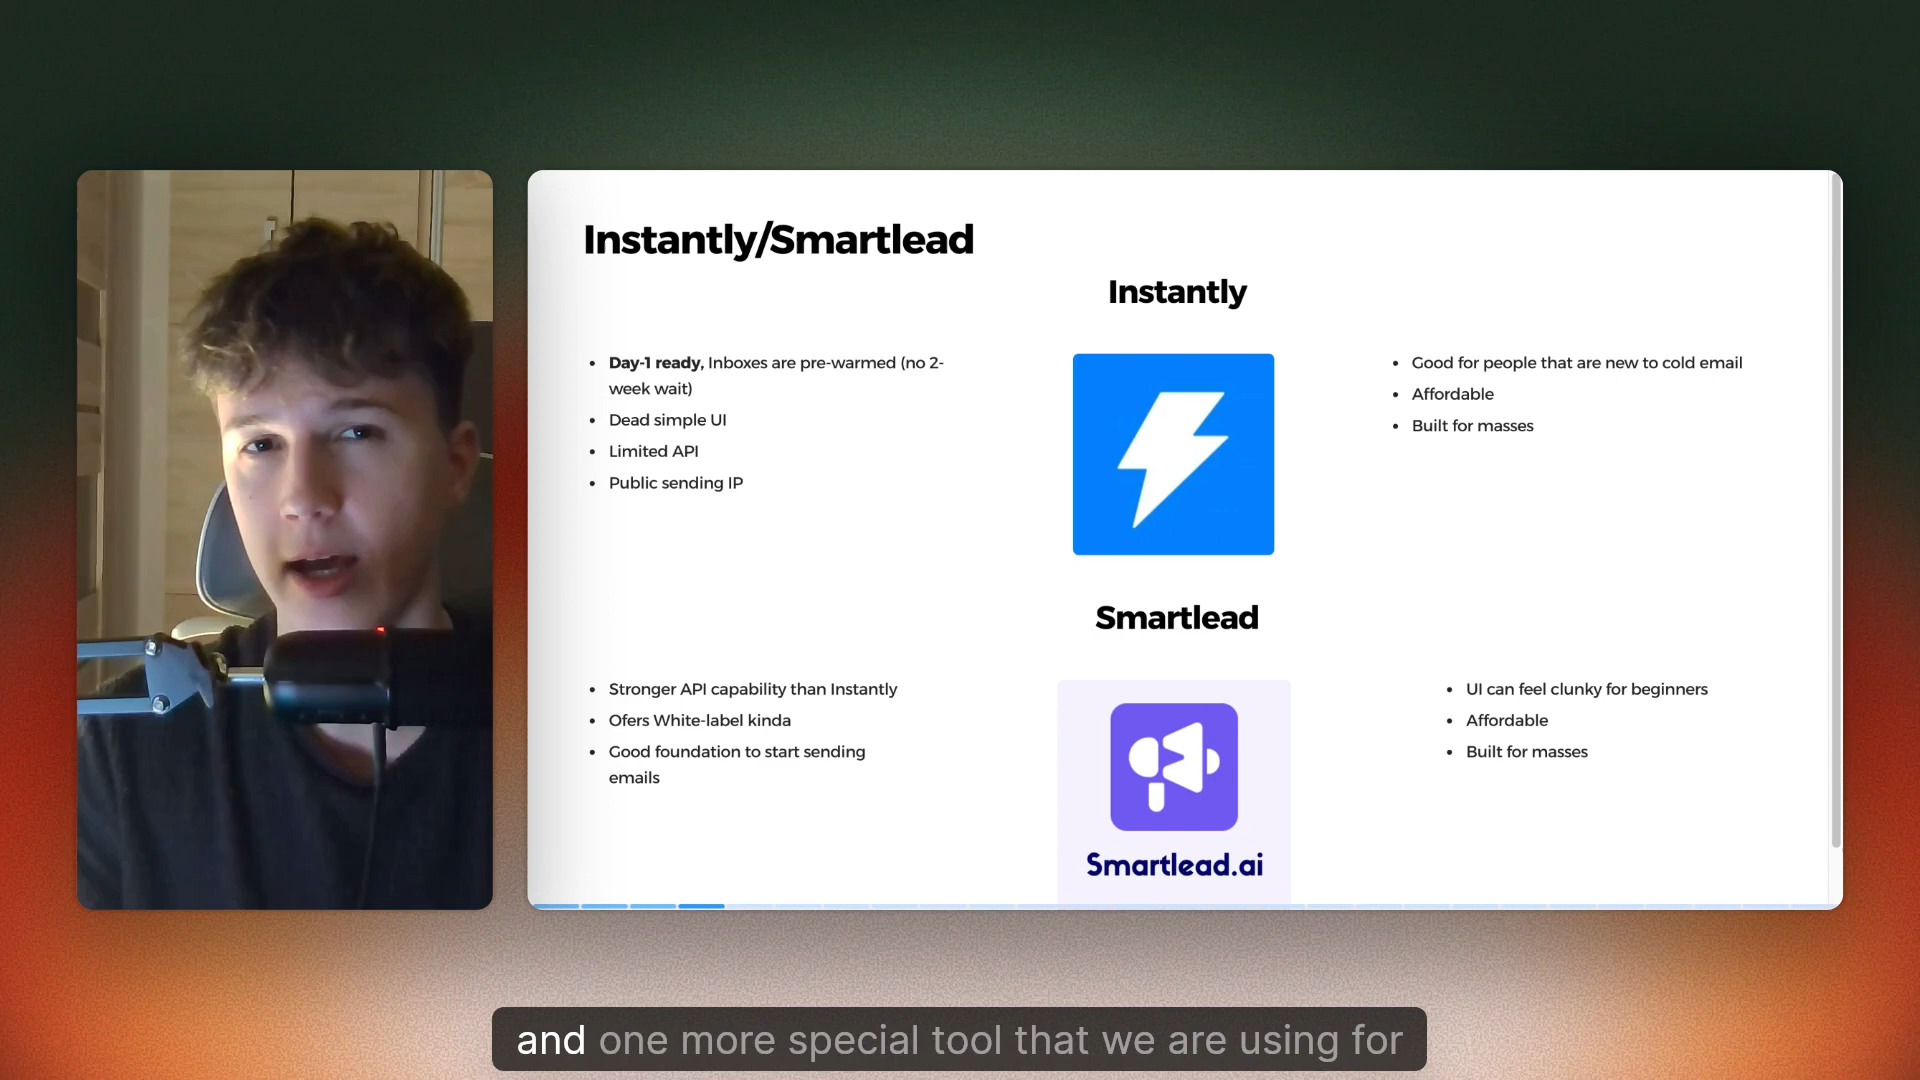 Instantly/Smartlead
Instantly
Day-1 ready, Inboxes are pre-warmed (no 2-
week wait)
Dead simple UI
Limited API
Public sending IP
Good for people that are new to cold email
Affordable
Built for masses
Smartlead
Stronger API capability than Instantly
Ofers White-label kinda
Good foundation to start sending
emails
Smartlead.ai
UI can feel clunky for beginners
Affordable
Built for masses
and one more special tool that we are using for